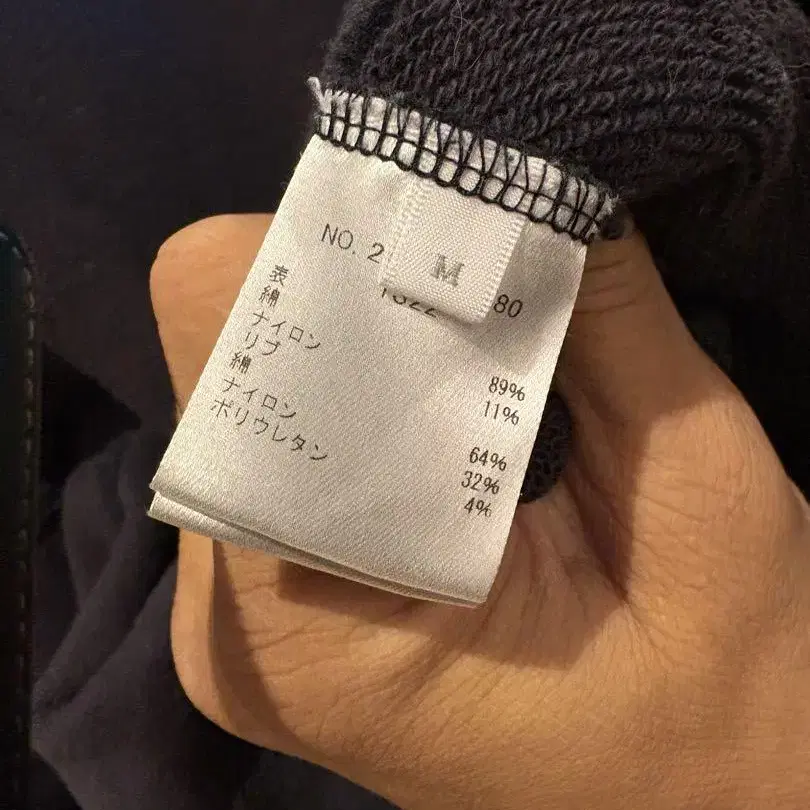 NO. 2
M
80
表
綿 89%
ナイロン 11%
リブ
綿 64%
ナイロン 32%
ポリウレタン 4%